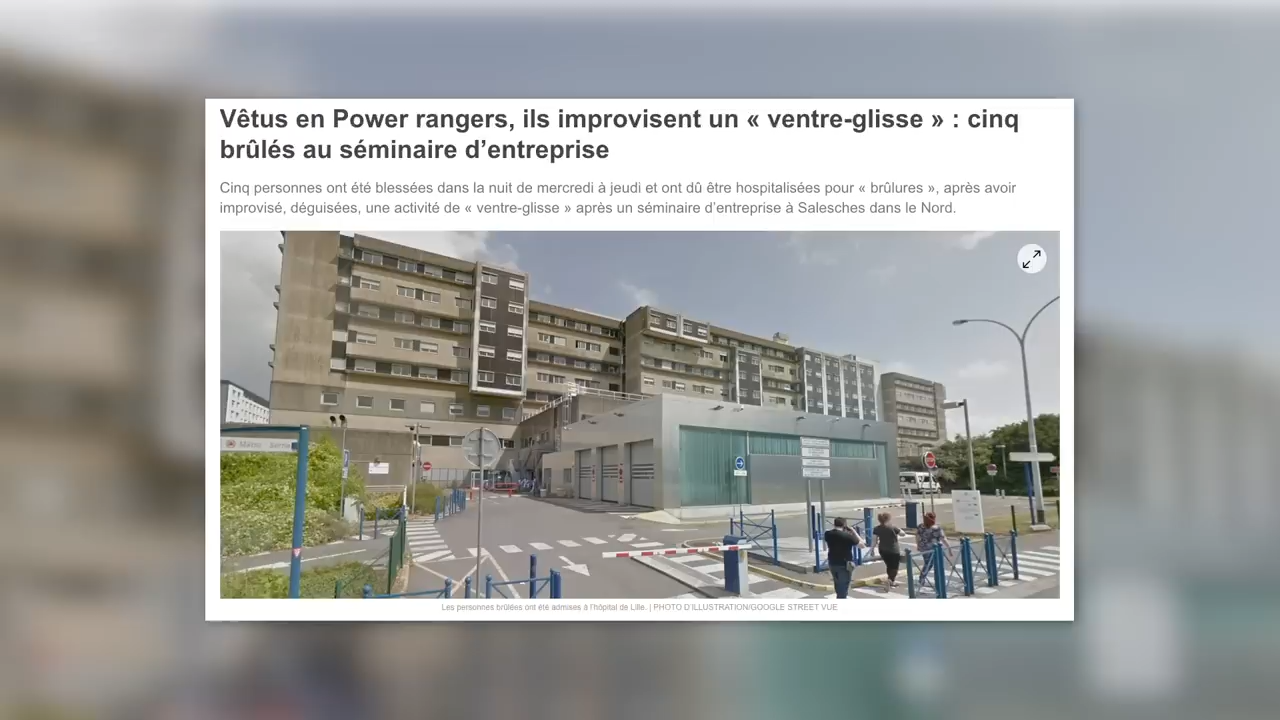 Vêtus en Power rangers, ils improvisent un « ventre-glisse » : cinq
brûlés au séminaire d'entreprise
Cinq personnes ont été blessées dans la nuit de mercredi à jeudi et ont dû être hospitalisées pour « brûlures », après avoir
improvisé, déguisées, une activité de « ventre-glisse » après un séminaire d'entreprise à Salesches dans le Nord.
Les personnes brûlées ont été admises à l'hôpital de Lille. | PHOTO D'ILLUSTRATION/GOOGLE STREET VUE